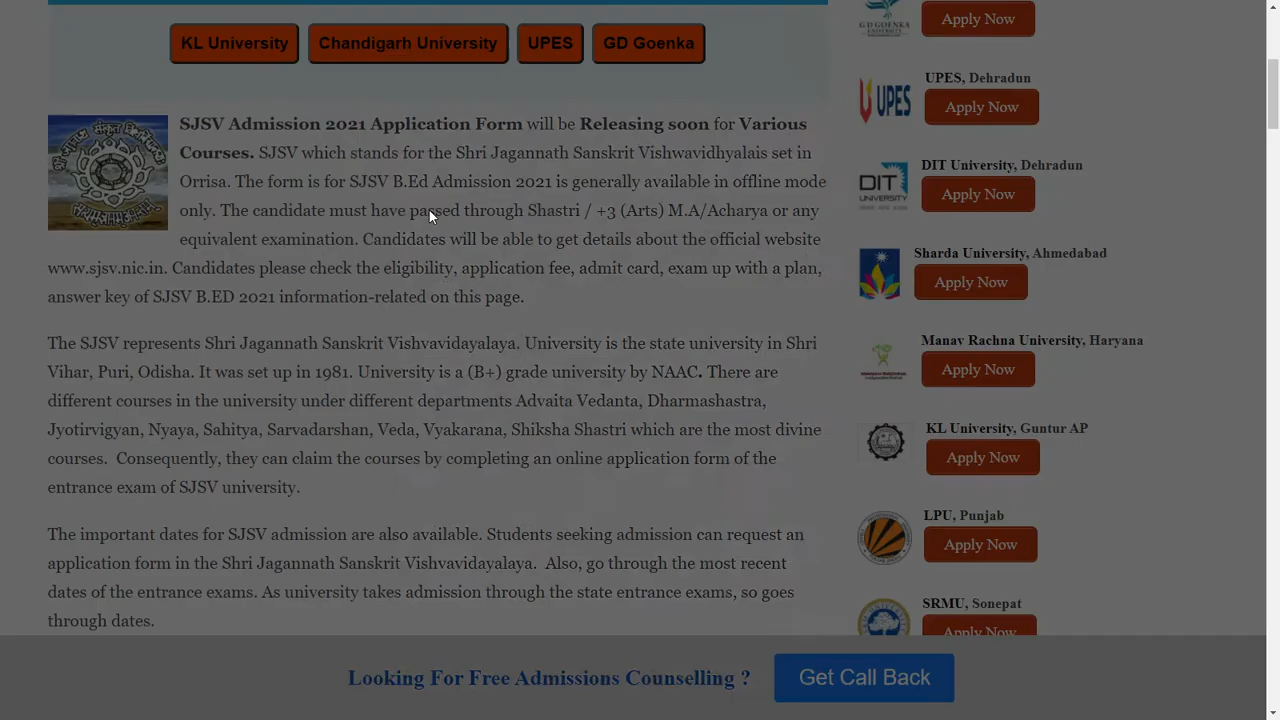 KL University
Chandigarh University
UPES
GD Goenka
SJSV Admission 2021 Application Form will be Releasing soon for Various
Courses. SJSV which stands for the Shri Jagannath Sanskrit Vishwavidhyalais set in
Orrisa. The form is for SJSV B.Ed Admission 2021 is generally available in offline mode
only. The candidate must have passed through Shastri / +3 (Arts) M.A/Acharya or any
equivalent examination. Candidates will be able to get details about the official website
www.sjsv.nic.in. Candidates please check the eligibility, application fee, admit card, exam up with a plan,
answer key of SJSV B.ED 2021 information-related on this page.
The SJSV represents Shri Jagannath Sanskrit Vishvavidayalaya. University is the state university in Shri
Vihar, Puri, Odisha. It was set up in 1981. University is a (B+) grade university by NAAC. There are
different courses in the university under different departments Advaita Vedanta, Dharmashastra,
Jyotirvigyan, Nyaya, Sahitya, Sarvadarshan, Veda, Vyakarana, Shiksha Shastri which are the most divine
courses.  Consequently, they can claim the courses by completing an online application form of the
entrance exam of SJSV university.
The important dates for SJSV admission are also available. Students seeking admission can request an
application form in the Shri Jagannath Sanskrit Vishvavidayalaya.  Also, go through the most recent
dates of the entrance exams. As university takes admission through the state entrance exams, so goes
through dates.
G D GOENKA
UNIVERSITY
Apply Now
UPES, Dehradun
UPES
Apply Now
DIT University, Dehradun
DIT
UNIVERSITY
Apply Now
Sharda University, Ahmedabad
Apply Now
Manav Rachna University, Haryana
Apply Now
KL University, Guntur AP
Apply Now
LPU, Punjab
Apply Now
SRMU, Sonepat
Apply Now
Looking For Free Admissions Counselling ?
Get Call Back